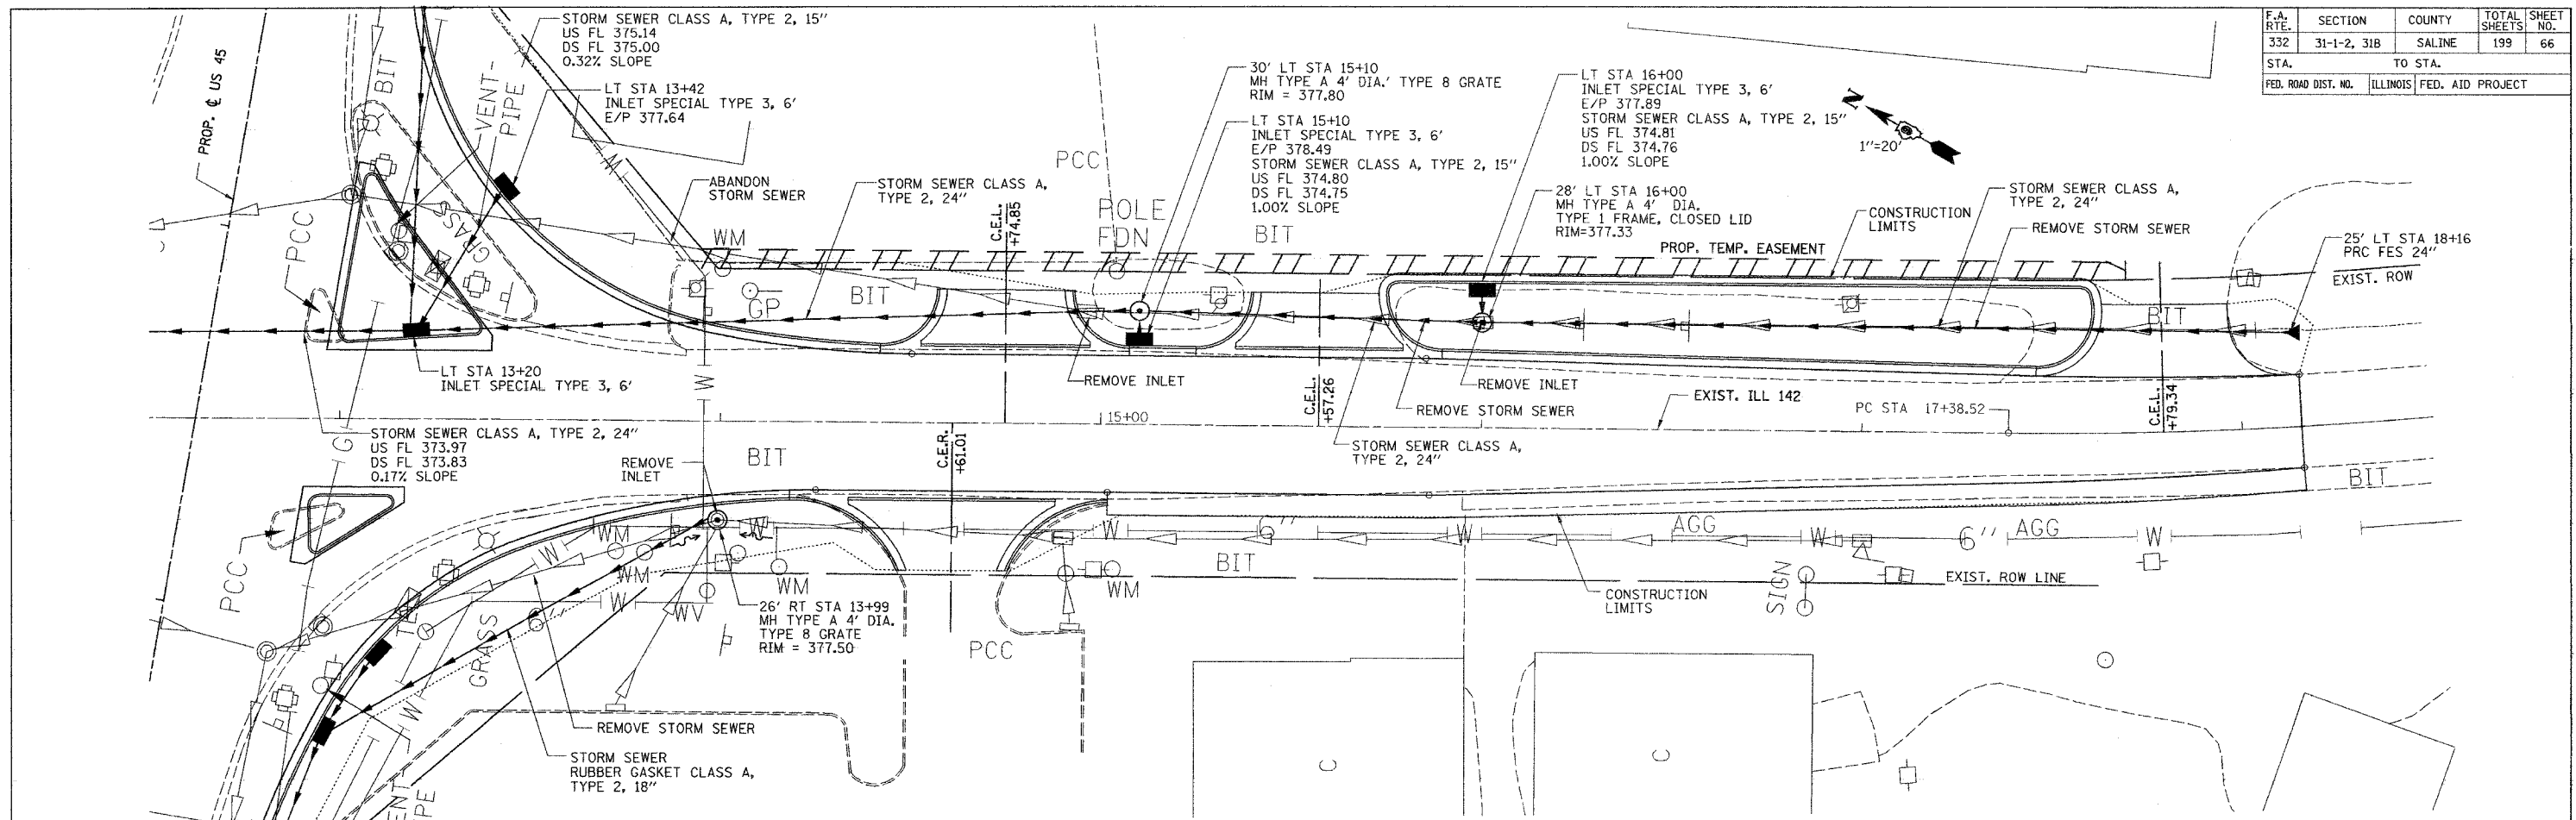 F.A. RTE. SECTION COUNTY TOTAL SHEETS SHEET NO.
332 31-1-2, 31B SALINE 199 66
STA. TO STA.
FED. ROAD DIST. NO. ILLINOIS FED. AID PROJECT
STORM SEWER CLASS A, TYPE 2, 15"
US FL 375.14
DS FL 375.00
0.32% SLOPE
LT STA 13+42
INLET SPECIAL TYPE 3, 6'
E/P 377.64
PROP. ℄ US 45
BIT
VENT-
PIPE
ABANDON
STORM SEWER
STORM SEWER CLASS A,
TYPE 2, 24"
30' LT STA 15+10
MH TYPE A 4' DIA.' TYPE 8 GRATE
RIM = 377.80
LT STA 15+10
INLET SPECIAL TYPE 3, 6'
E/P 378.49
STORM SEWER CLASS A, TYPE 2, 15"
US FL 374.80
DS FL 374.75
1.00% SLOPE
LT STA 16+00
INLET SPECIAL TYPE 3, 6'
E/P 377.89
STORM SEWER CLASS A, TYPE 2, 15"
US FL 374.81
DS FL 374.76
1.00% SLOPE
N
1"=20'
28' LT STA 16+00
MH TYPE A 4' DIA.
TYPE 1 FRAME, CLOSED LID
RIM=377.33
CONSTRUCTION
LIMITS
STORM SEWER CLASS A,
TYPE 2, 24"
REMOVE STORM SEWER
PROP. TEMP. EASEMENT
25' LT STA 18+16
PRC FES 24"
EXIST. ROW
PCC
W
PCC
GRASS
WM
C.E.L.
+74.85
POLE
FDN
BIT
BIT
GP
BIT
LT STA 13+20
INLET SPECIAL TYPE 3, 6'
W
REMOVE INLET
C.E.L.
+57.26
REMOVE INLET
REMOVE STORM SEWER
EXIST. ILL 142
PC STA 17+38.52
C.E.L.
+79.34
15+00
STORM SEWER CLASS A, TYPE 2, 24"
US FL 373.97
DS FL 373.83
0.17% SLOPE
G
REMOVE
INLET
BIT
C.E.R.
+61.01
STORM SEWER CLASS A,
TYPE 2, 24"
BIT
PCC
W
WM
WM
W
WV
WM
W
6"
W
AGG
W
6"
AGG
W
BIT
WM
SIGN
EXIST. ROW LINE
CONSTRUCTION
LIMITS
26' RT STA 13+99
MH TYPE A 4' DIA.
TYPE 8 GRATE
RIM = 377.50
PCC
GRASS
W
REMOVE STORM SEWER
STORM SEWER
RUBBER GASKET CLASS A,
TYPE 2, 18"
C
C